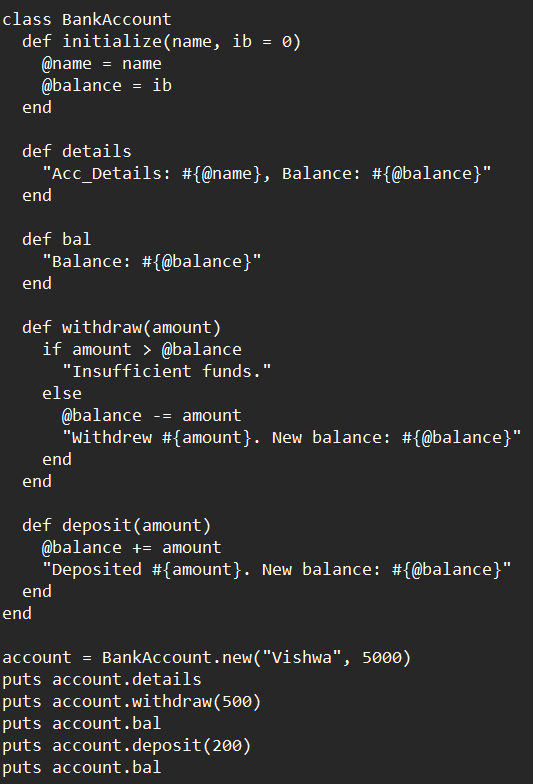 class BankAccount
  def initialize(name, ib = 0)
    @name = name
    @balance = ib
  end

  def details
    "Acc_Details: #{@name}, Balance: #{@balance}"
  end

  def bal
    "Balance: #{@balance}"
  end

  def withdraw(amount)
    if amount > @balance
      "Insufficient funds."
    else
      @balance -= amount
      "Withdrew #{amount}. New balance: #{@balance}"
    end
  end

  def deposit(amount)
    @balance += amount
    "Deposited #{amount}. New balance: #{@balance}"
  end
end

account = BankAccount.new("Vishwa", 5000)
puts account.details
puts account.withdraw(500)
puts account.bal
puts account.deposit(200)
puts account.bal